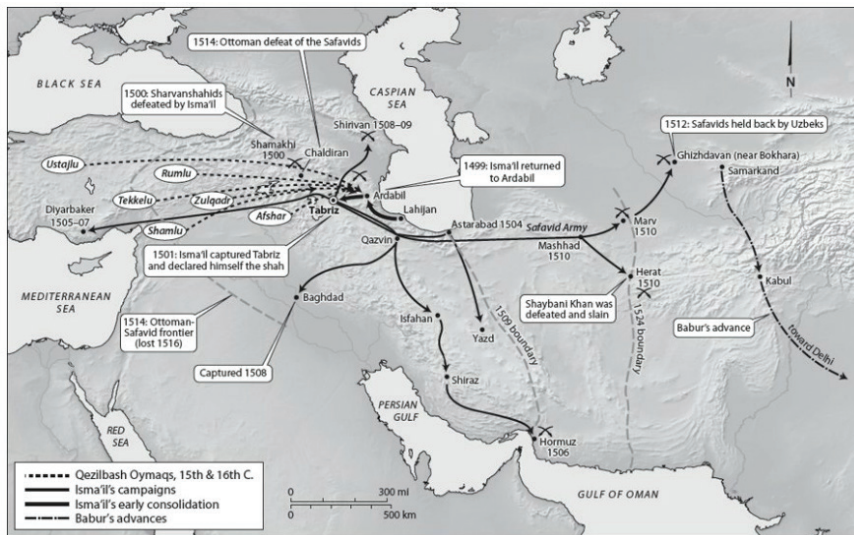 1514: Ottoman defeat of the Safavids
BLACK SEA
CASPIAN
SEA
N
1500: Sharvanshahids
defeated by Isma'il
Shirivan 1508–09
1512: Safavids held back by Uzbeks
Shamakhi
1500
Chaldiran
Ghizhdavan (near Bokhara)
Samarkand
Ustajlu
Rumlu
1499: Isma'il returned
to Ardabil
Tekkelu
Zulqadr
Ardabil
Diyarbaker
1505–07
Shamlu
Afshar
Tabriz
Lahijan
Astarabad 1504
Safavid Army
Marv
1510
Qazvin
Mashhad
1510
1501: Isma'il captured Tabriz
and declared himself the shah
Herat
1510
Kabul
MEDITERRANEAN
SEA
Baghdad
Shaybani Khan was
defeated and slain
1514: Ottoman-
Safavid frontier
(lost 1516)
Isfahan
Yazd
1509 boundary
1524 boundary
Babur's advance
toward Delhi
Captured 1508
Shiraz
RED
SEA
PERSIAN
GULF
Hormuz
1506
GULF OF OMAN
Qezilbash Oymaqs, 15th & 16th C.
Isma'il's campaigns
Isma'il's early consolidation
Babur's advances
0 300 mi
0 500 km